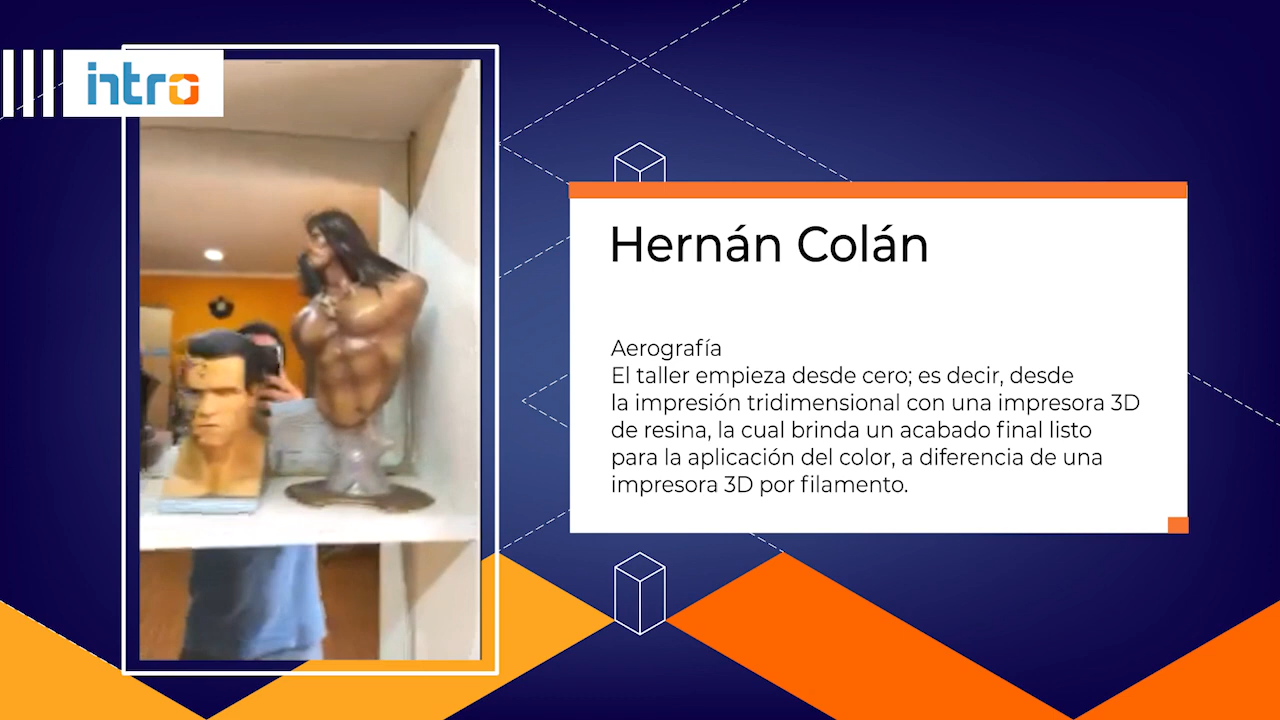 intro
Hernán Colán
Aerografía
El taller empieza desde cero; es decir, desde
la impresión tridimensional con una impresora 3D
de resina, la cual brinda un acabado final listo
para la aplicación del color, a diferencia de una
impresora 3D por filamento.